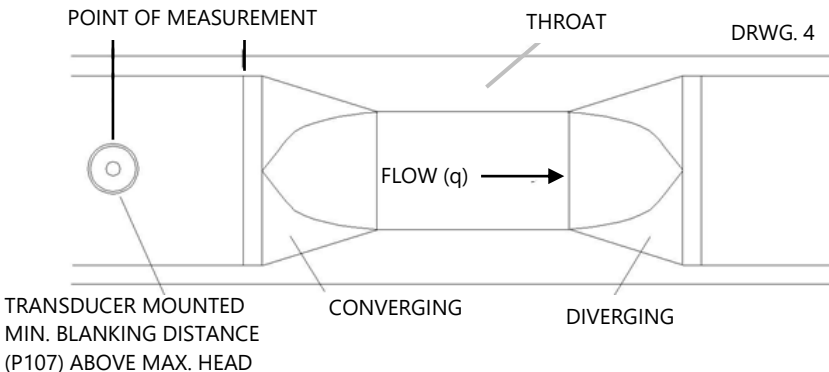 POINT OF MEASUREMENT
THROAT
DRWG. 4
FLOW (q)
TRANSDUCER MOUNTED
MIN. BLANKING DISTANCE
(P107) ABOVE MAX. HEAD
CONVERGING
DIVERGING